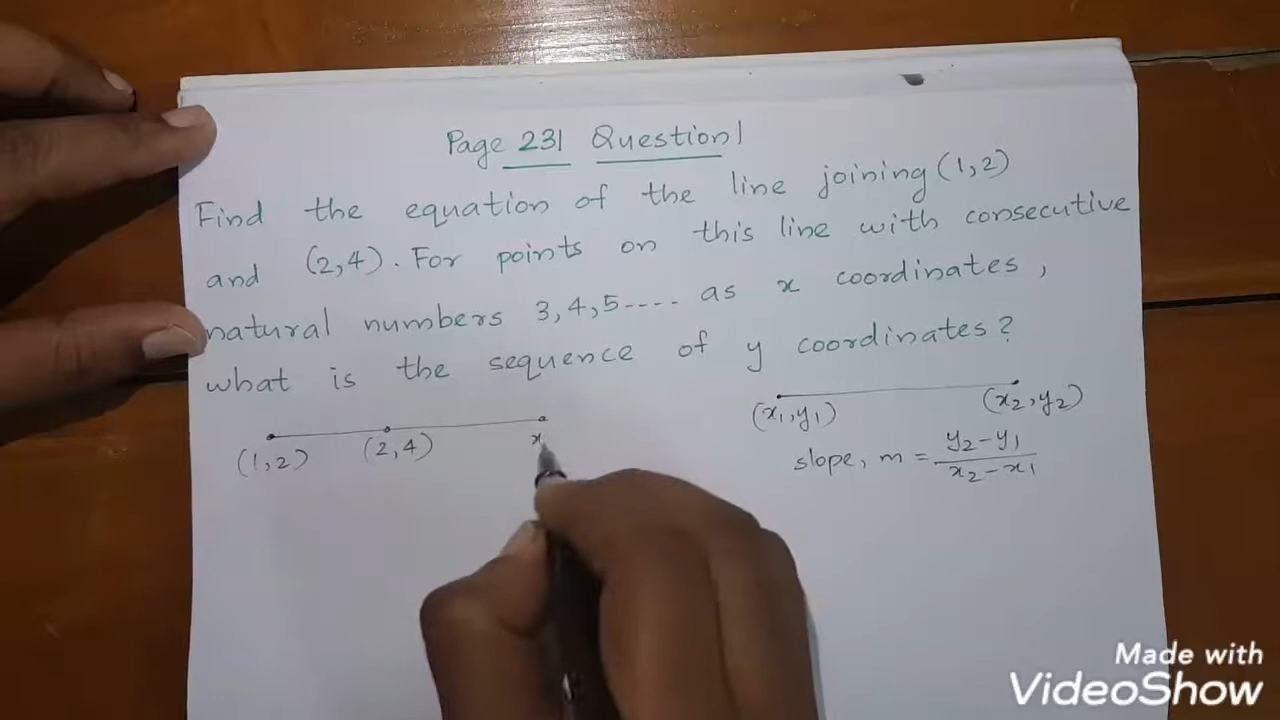 Page 231 Question 1
Find the equation of the line joining (1,2)
and (2,4). For points on this line with consecutive
natural numbers 3,4,5---- as x coordinates,
what is the sequence of y coordinates?
(1,2) (2,4) x
(x₁,y₁) (x₂,y₂)
slope, m = y₂-y₁ / x₂-x₁
Made with
VideoShow